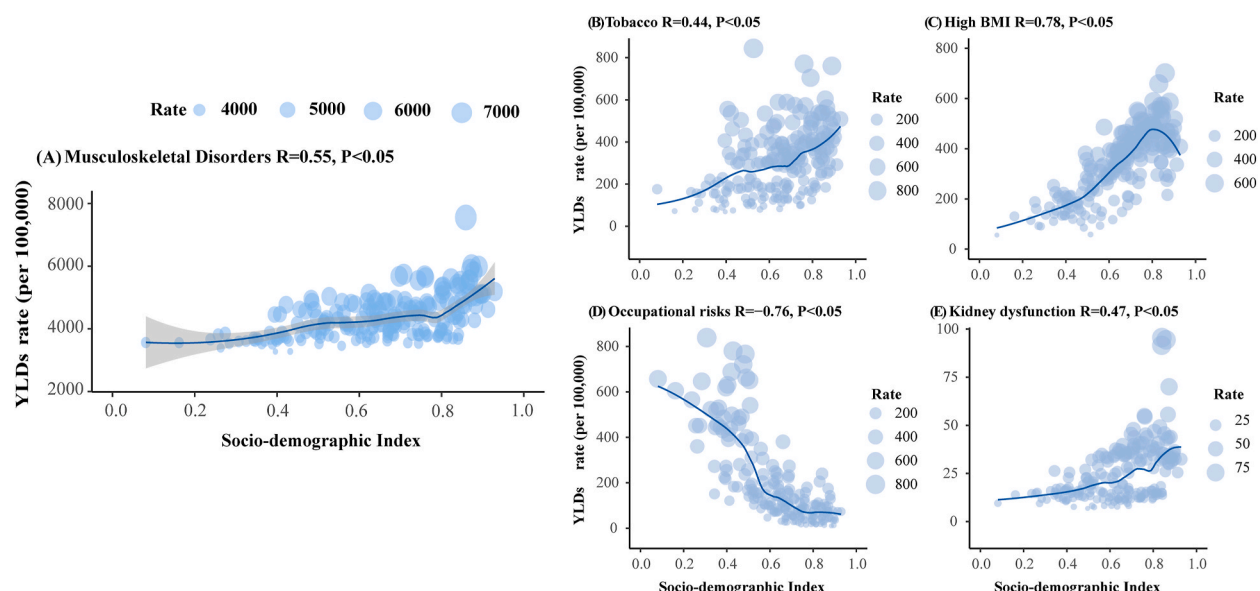 (B)Tobacco R=0.44, P<0.05
(C) High BMI R=0.78, P<0.05
Rate 4000 5000 6000 7000
(A) Musculoskeletal Disorders R=0.55, P<0.05
YLDs rate (per 100,000)
8000
6000
4000
2000
0.0 0.2 0.4 0.6 0.8 1.0
Socio-demographic Index
YLDs rate (per 100,000)
800
600
400
200
0
0.0 0.2 0.4 0.6 0.8 1.0
Rate
200
400
600
800
800
600
400
200
0
0.0 0.2 0.4 0.6 0.8 1.0
Rate
200
400
600
(D) Occupational risks R=−0.76, P<0.05
YLDs rate (per 100,000)
800
600
400
200
0
0.0 0.2 0.4 0.6 0.8 1.0
Socio-demographic Index
Rate
200
400
600
800
(E) Kidney dysfunction R=0.47, P<0.05
100
75
50
25
0
0.0 0.2 0.4 0.6 0.8 1.0
Socio-demographic Index
Rate
25
50
75